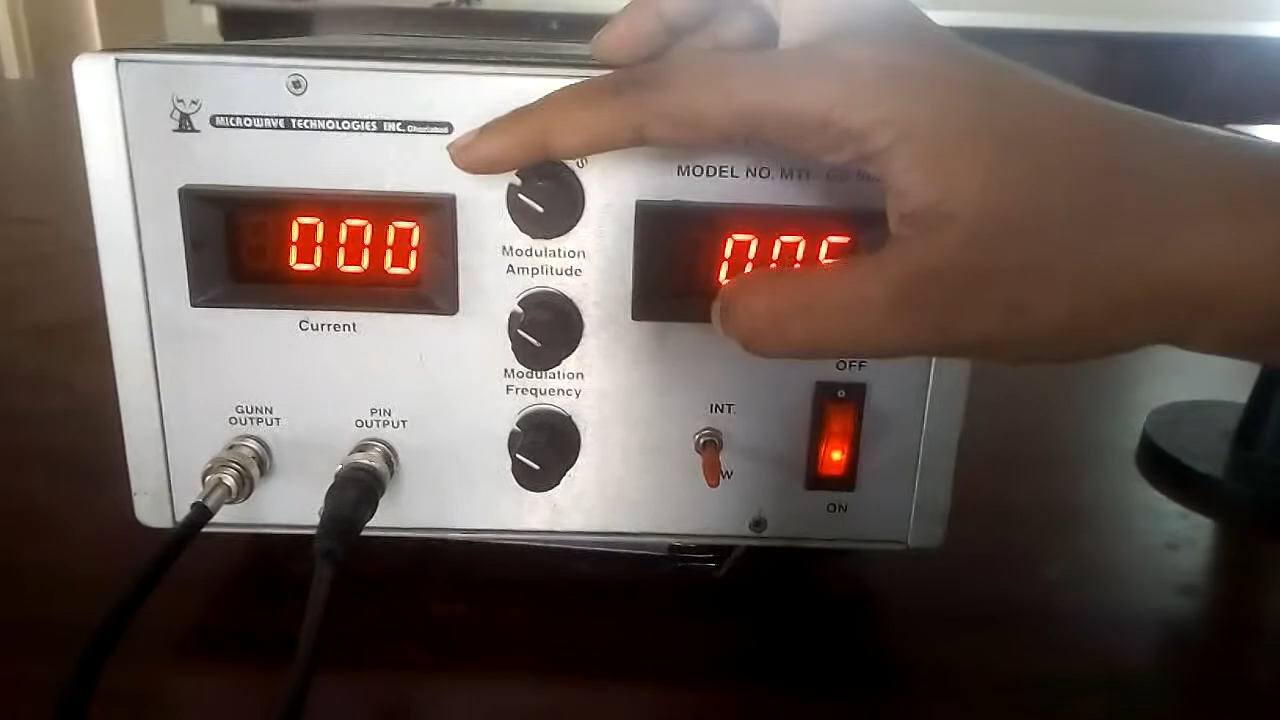 MICROWAVE TECHNOLOGIES INC.
MODEL NO. MTI
000
Current
Modulation
Amplitude
Modulation
Frequency
GUNN
OUTPUT
PIN
OUTPUT
INT.
W
OFF
ON